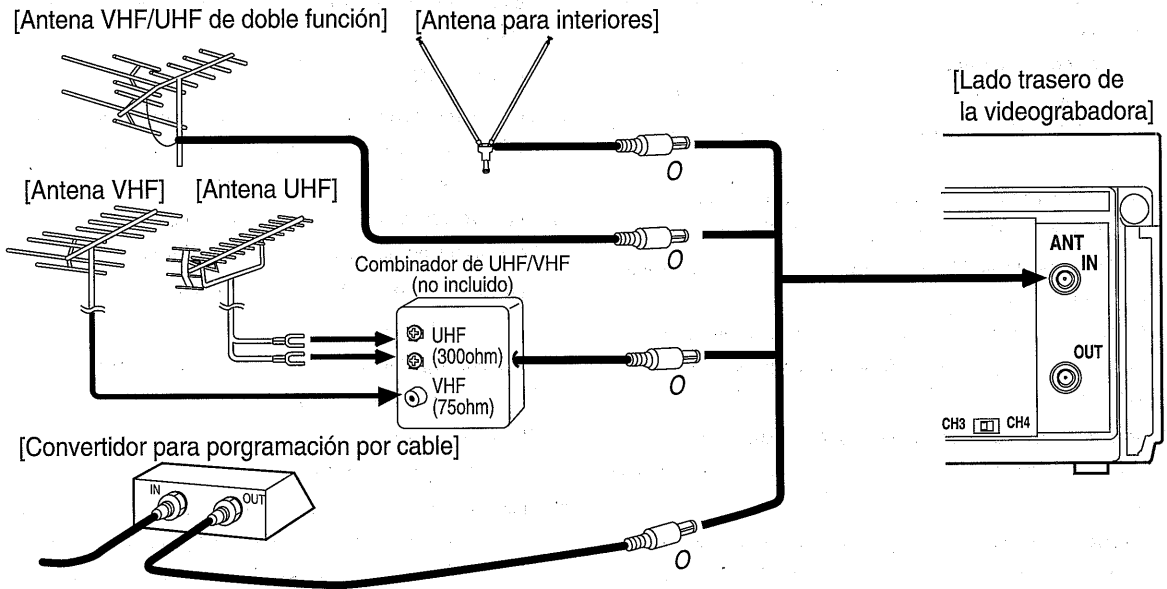 [Antena VHF/UHF de doble función]
[Antena para interiores]
[Lado trasero de
la videograbadora]
O
[Antena VHF]
[Antena UHF]
O
Combinador de UHF/VHF
(no incluido)
ANT
IN
UHF
(300ohm)
O
VHF
(75ohm)
OUT
CH3
CH4
[Convertidor para porgramación por cable]
IN
OUT
O